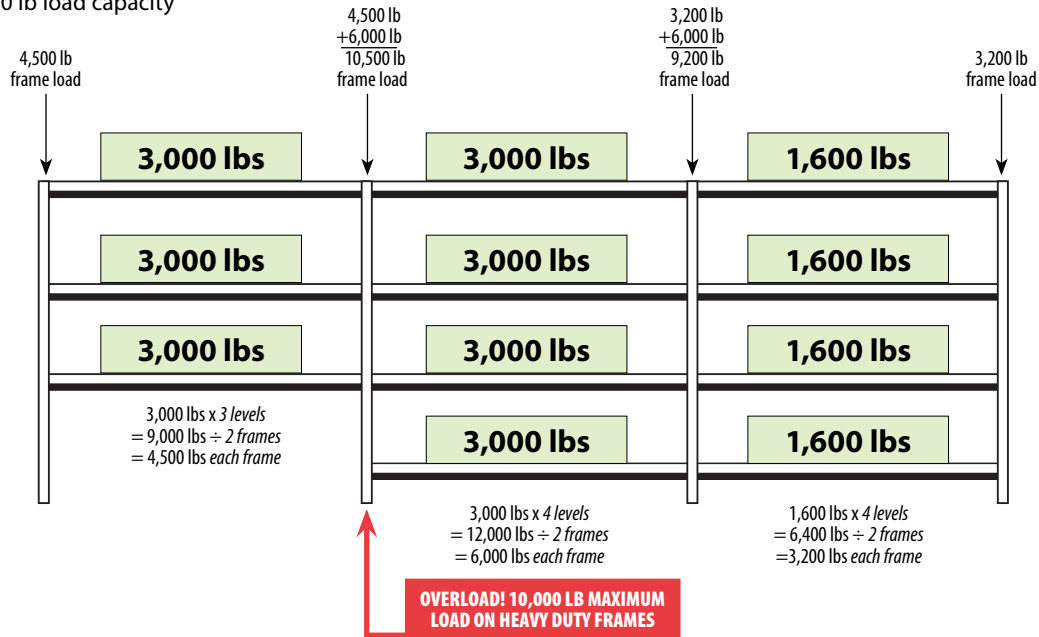 0 lb load capacity
4,500 lb
frame load
4,500 lb
+6,000 lb
10,500 lb
frame load
3,200 lb
+6,000 lb
9,200 lb
frame load
3,200 lb
frame load
3,000 lbs
3,000 lbs
1,600 lbs
3,000 lbs
3,000 lbs
1,600 lbs
3,000 lbs
3,000 lbs
1,600 lbs
3,000 lbs
1,600 lbs
3,000 lbs x 3 levels
= 9,000 lbs ÷ 2 frames
= 4,500 lbs each frame
3,000 lbs x 4 levels
= 12,000 lbs ÷ 2 frames
= 6,000 lbs each frame
1,600 lbs x 4 levels
= 6,400 lbs ÷ 2 frames
=3,200 lbs each frame
OVERLOAD! 10,000 LB MAXIMUM
LOAD ON HEAVY DUTY FRAMES